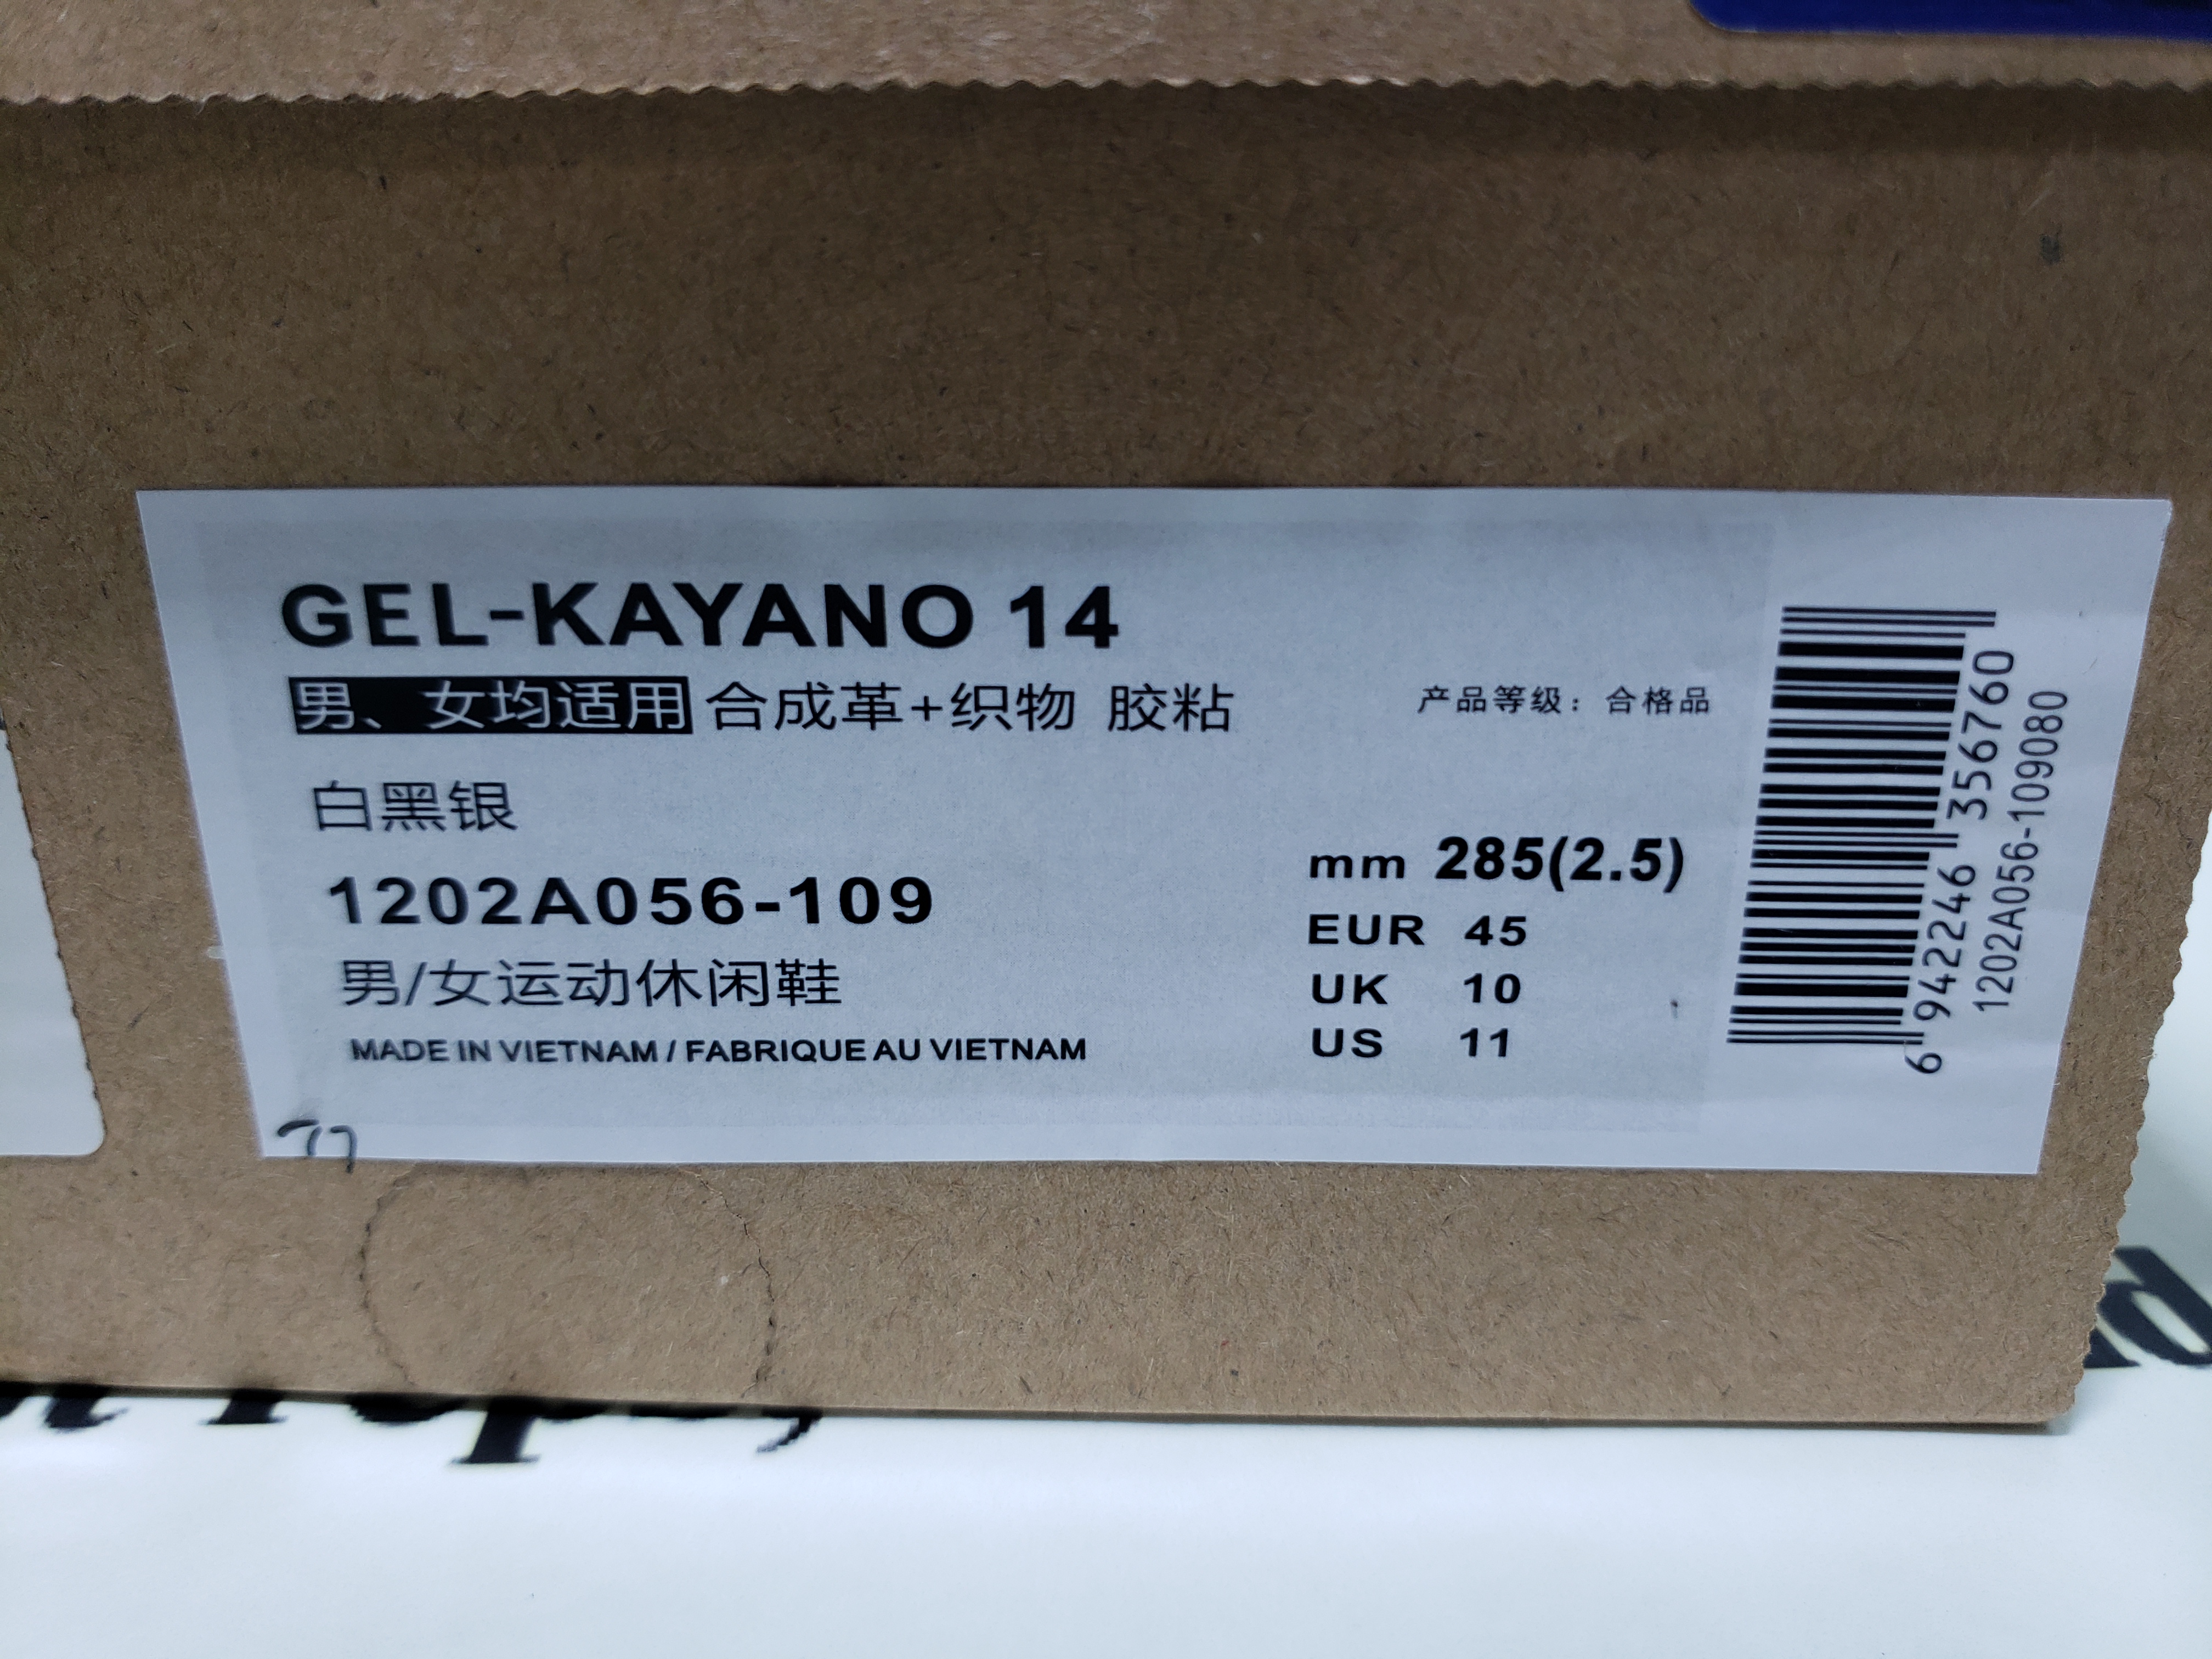 GEL-KAYANO 14
男、女均适用 合成革+织物 胶粘
产品等级：合格品
白黑银
1202A056-109
男/女运动休闲鞋
MADE IN VIETNAM / FABRIQUE AU VIETNAM
mm 285(2.5)
EUR 45
UK 10
US 11
6 942246 356760
1202A056-109080